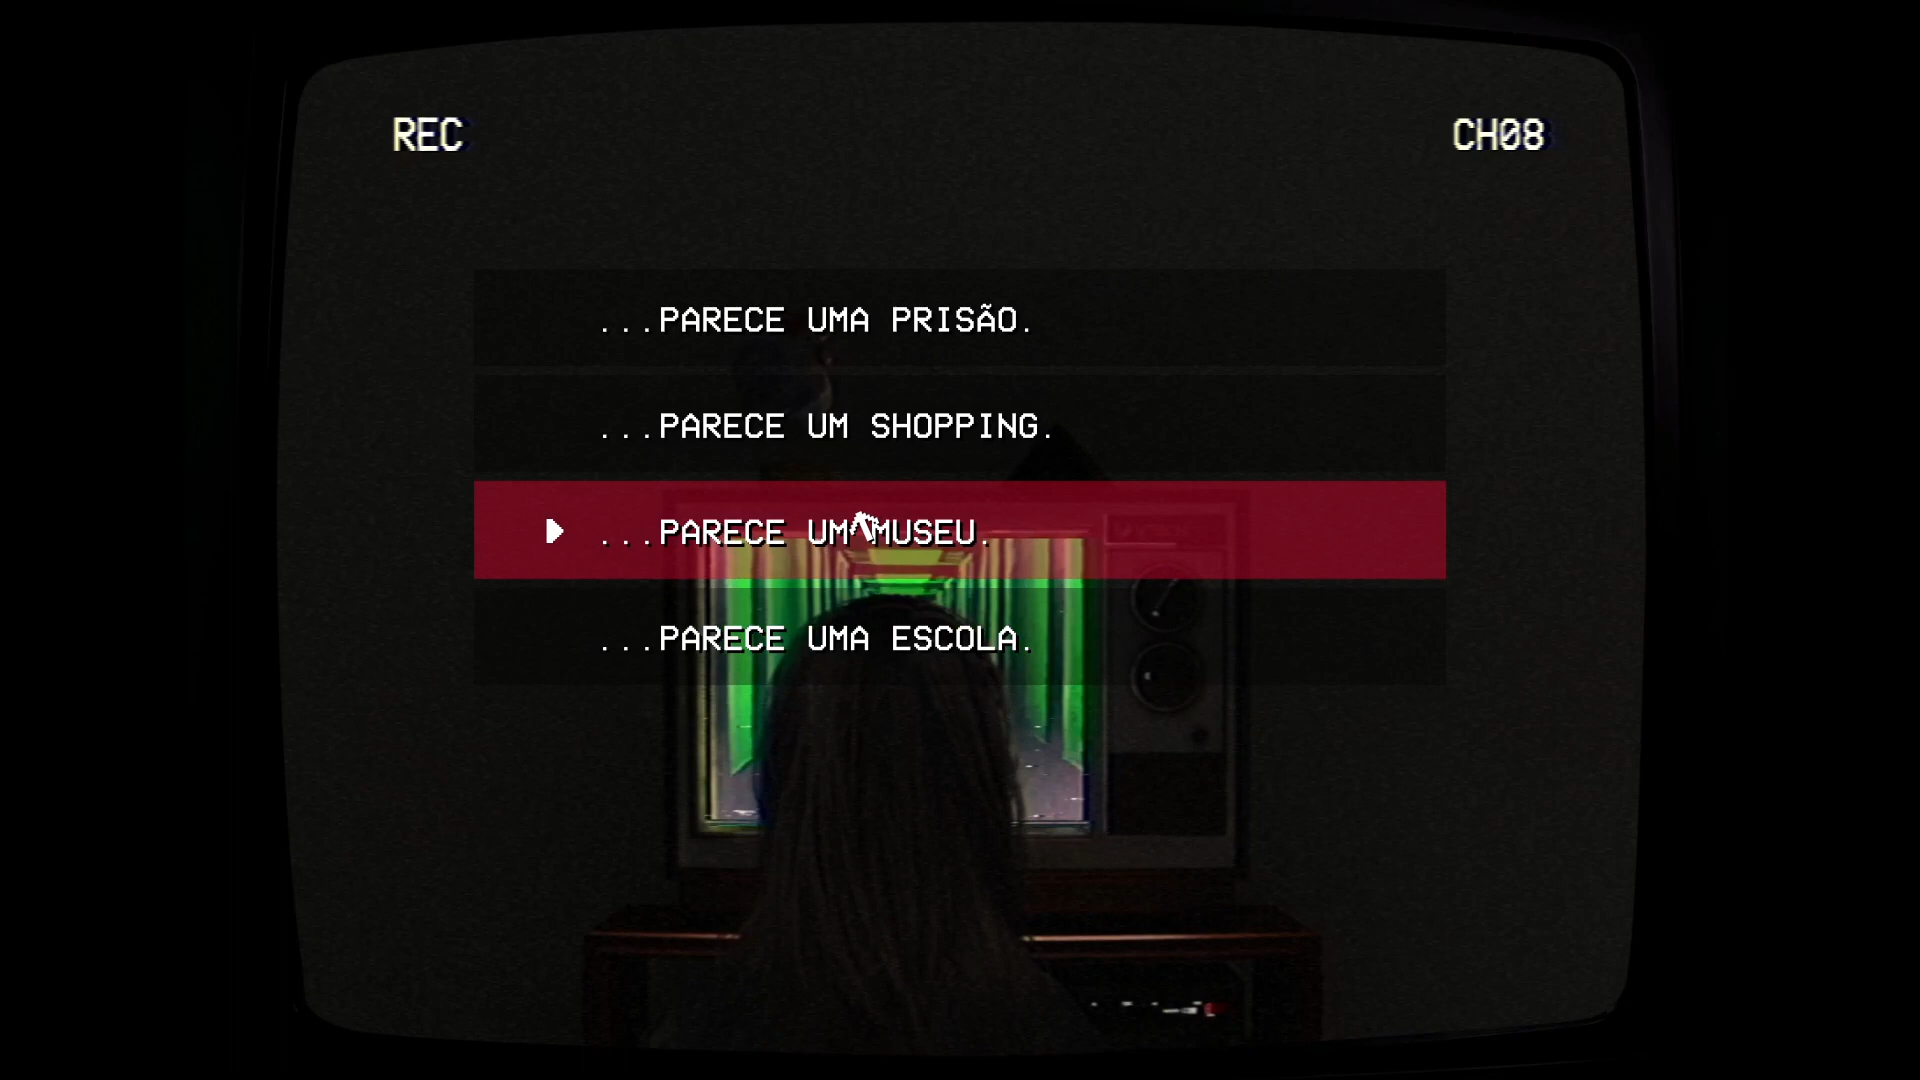 REC
CH08
...PARECE UMA PRISÃO.
...PARECE UM SHOPPING.
...PARECE UM MUSEU.
...PARECE UMA ESCOLA.